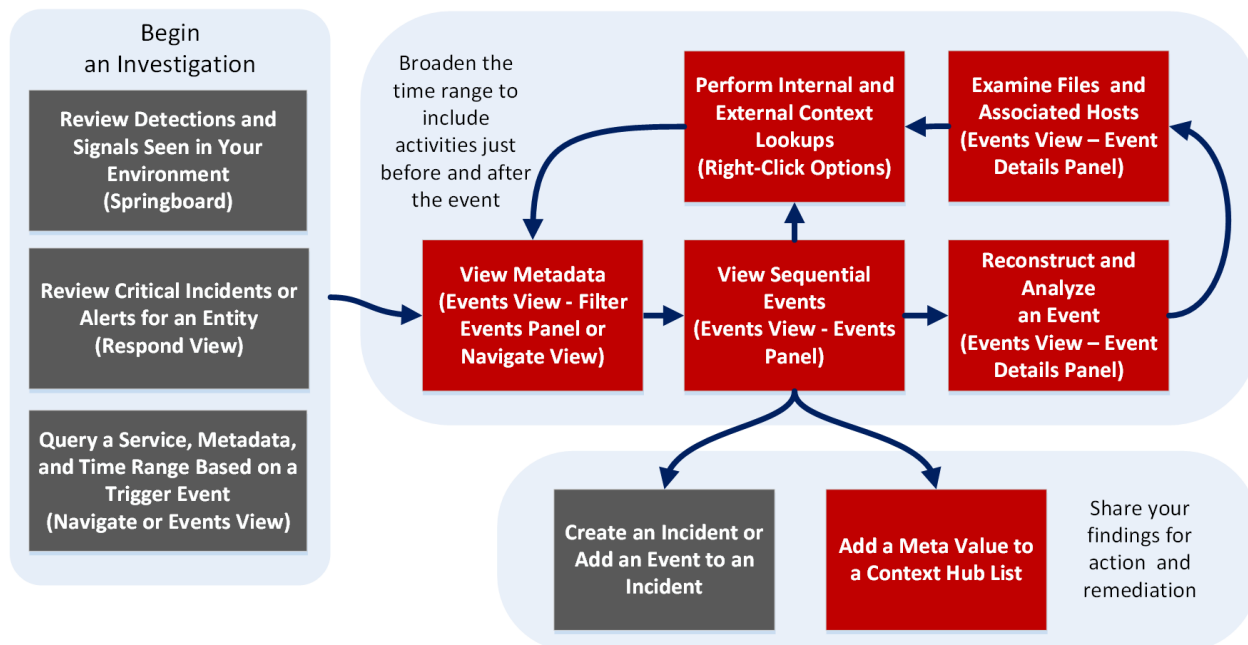 Begin
an Investigation
Review Detections and
Signals Seen in Your
Environment
(Springboard)
Review Critical Incidents or
Alerts for an Entity
(Respond View)
Query a Service, Metadata,
and Time Range Based on a
Trigger Event
(Navigate or Events View)
Broaden the
time range to
include
activities just
before and after
the event
Perform Internal and
External Context
Lookups
(Right-Click Options)
Examine Files and
Associated Hosts
(Events View – Event
Details Panel)
View Metadata
(Events View - Filter
Events Panel or
Navigate View)
View Sequential
Events
(Events View - Events
Panel)
Reconstruct and
Analyze
an Event
(Events View – Event
Details Panel)
Create an Incident or
Add an Event to an
Incident
Add a Meta Value to
a Context Hub List
Share your
findings for
action and
remediation